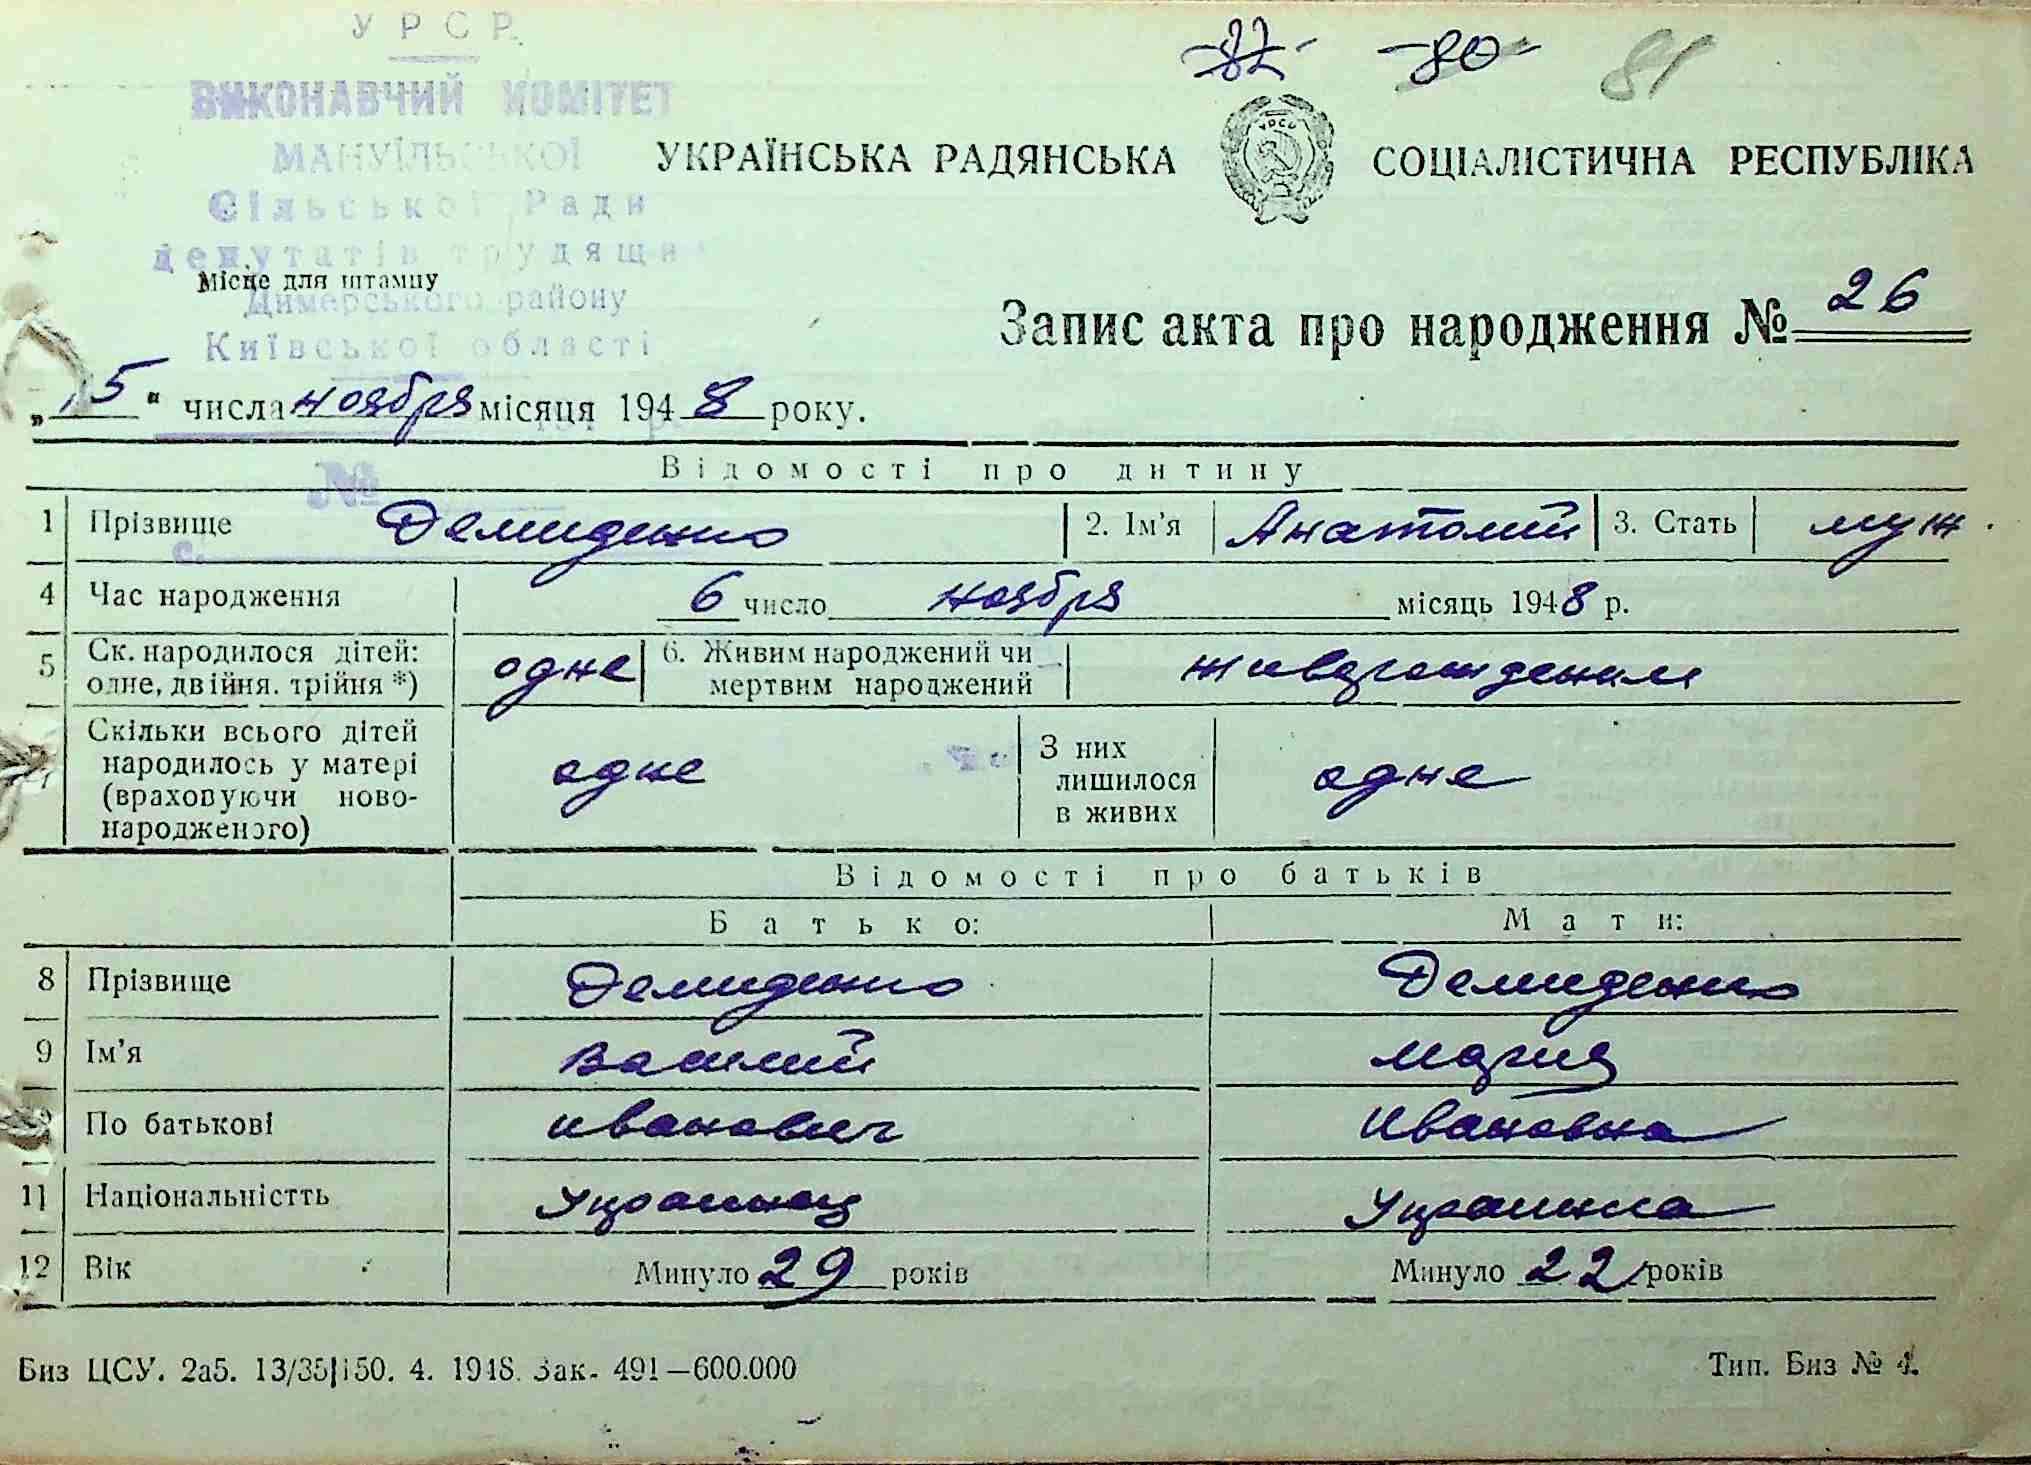 УРСР
ВИКОНАВЧИЙ КОМІТЕТ
МАНУЇЛЬСЬКОЇ
Сільської Ради
депутатів трудящих
Димерського району
Київської області
№
с.
82 80 81
УКРАЇНСЬКА РАДЯНСЬКА СОЦІАЛІСТИЧНА РЕСПУБЛІКА
Місце для штампу
Запис акта про народження № 26
„15“ числа ноября місяця 1948 року.
Відомості про дитину
1 Прізвище Демиденко 2. Ім’я Анатолий 3. Стать муж.
4 Час народження 6 число ноября місяць 1948 р.
5 Ск. народилося дітей: одне, двійня, трійня *) одне 6. Живим народжений чи мертвим народжений
7 Скільки всього дітей народилось у матері (враховуючи новонародженого) одне З них лишилося в живих одне
Відомості про батьків
Батько: Мати:
8 Прізвище Демиденко Демиденко
9 Ім’я Василий Мария
10 По батькові Иванович Ивановна
11 Національністть Украинец Украинка
12 Вік Минуло 29 років Минуло 22 років
Биз ЦСУ. 2а5. 13/35 150. 4. 1948. Зак. 491—600.000 Тип. Биз № 4.